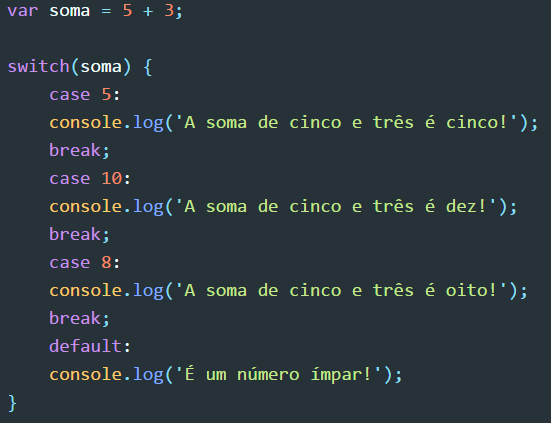 var soma = 5 + 3;
switch(soma) {
case 5:
console.log('A soma de cinco e três é cinco!');
break;
case 10:
console.log('A soma de cinco e três é dez!');
break;
case 8:
console.log('A soma de cinco e três é oito!');
break;
default:
console.log('É um número ímpar!');
}